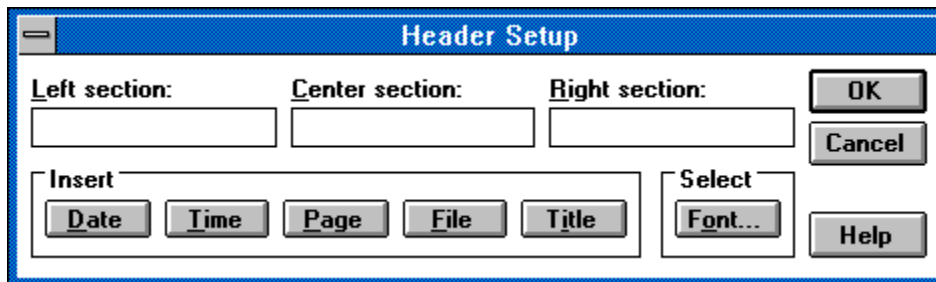 Header Setup
Left section: Center section: Right section: OK
Cancel
Insert Select
Date Time Page File Title Font... Help